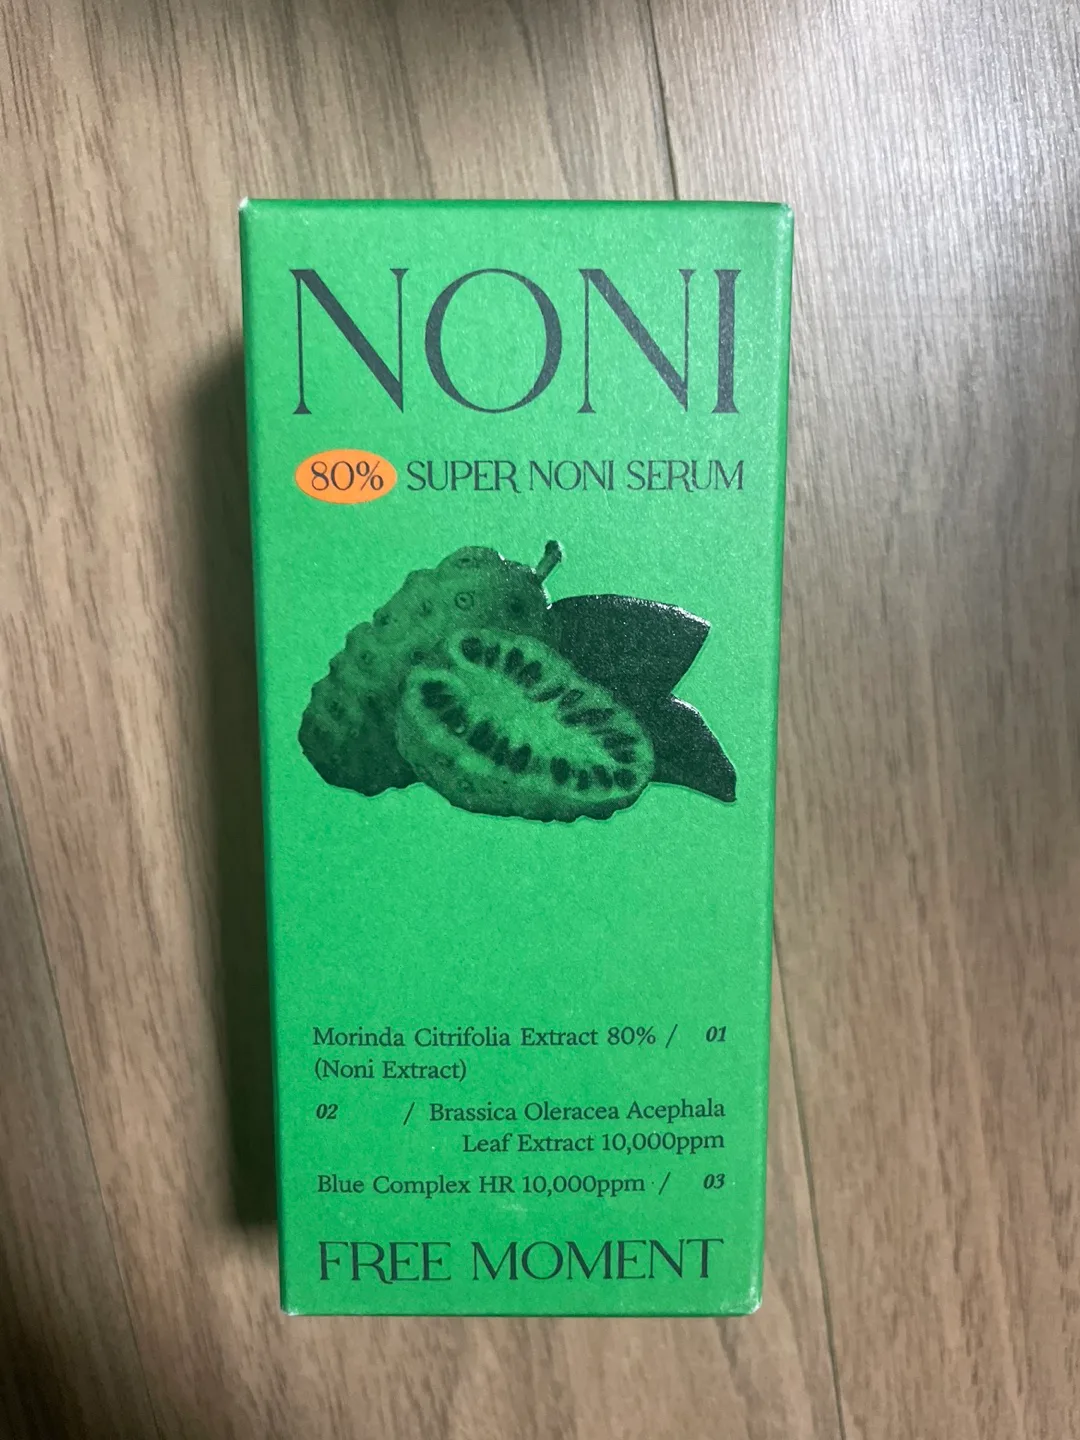 NONI
80% SUPER NONI SERUM
Morinda Citrifolia Extract 80% / 01
(Noni Extract)
02 / Brassica Oleracea Acephala
Leaf Extract 10,000ppm
Blue Complex HR 10,000ppm / 03
FREE MOMENT